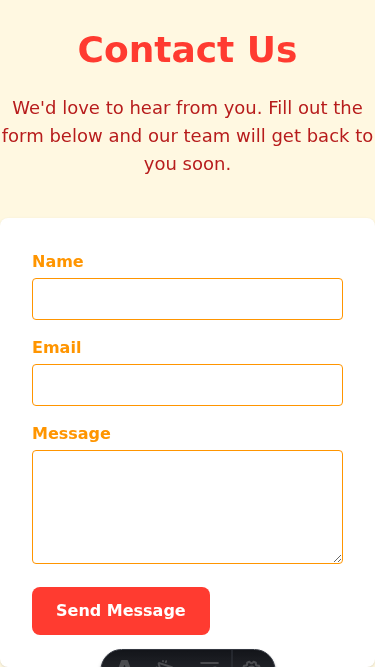 Contact Us
We'd love to hear from you. Fill out the
form below and our team will get back to
you soon.
Name
Email
Message
Send Message